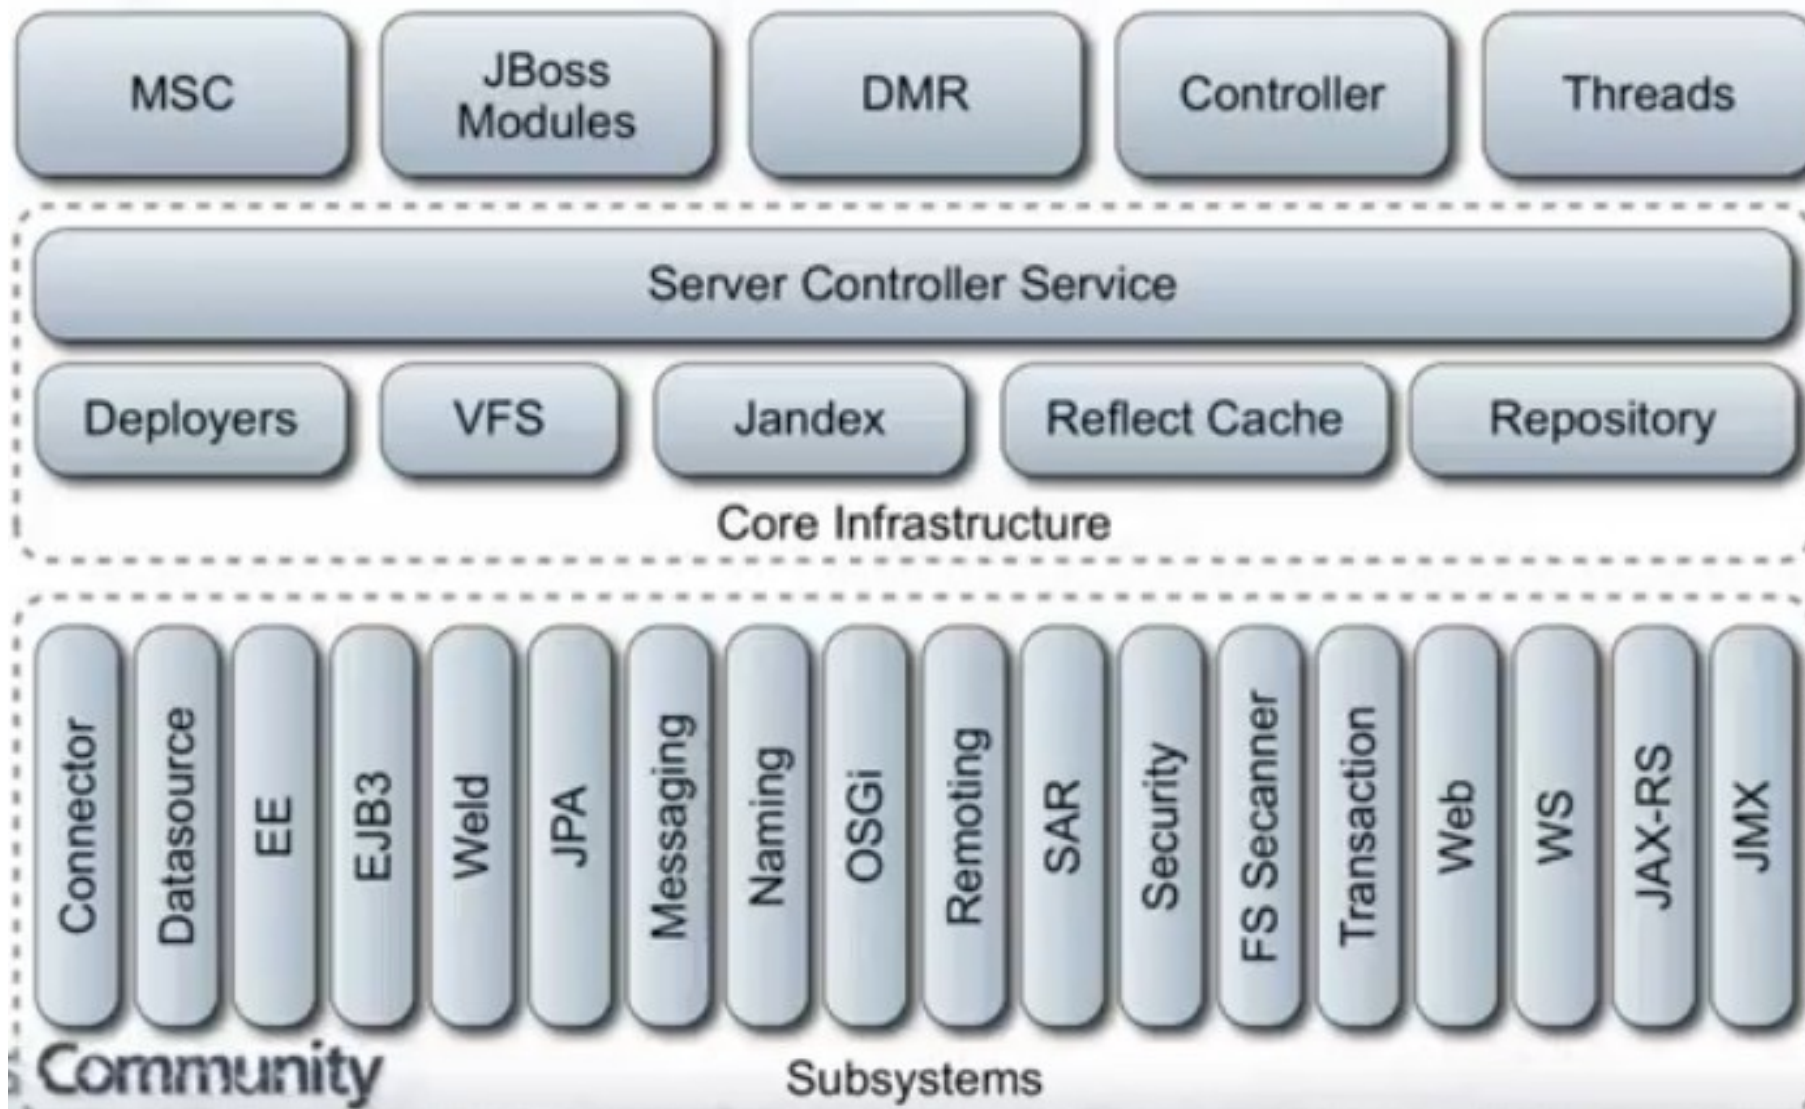 MSC
JBoss
Modules
DMR
Controller
Threads
Server Controller Service
Deployers
VFS
Jandex
Reflect Cache
Repository
Core Infrastructure
Connector
Datasource
EE
EJB3
Weld
JPA
Messaging
Naming
OSGi
Remoting
SAR
Security
FS Secanner
Transaction
Web
WS
JAX-RS
JMX
Community
Subsystems